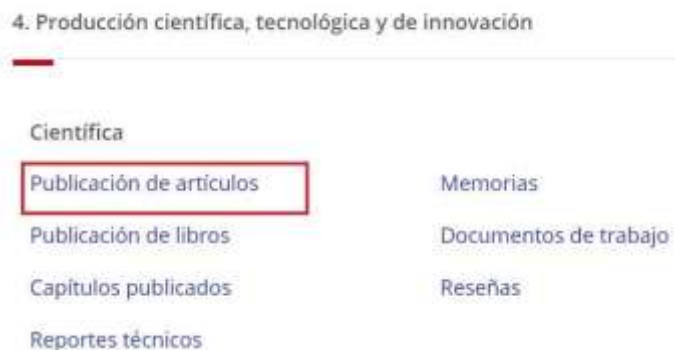 4. Producción científica, tecnológica y de innovación
Científica
Publicación de artículos
Memorias
Publicación de libros
Documentos de trabajo
Capítulos publicados
Reseñas
Reportes técnicos